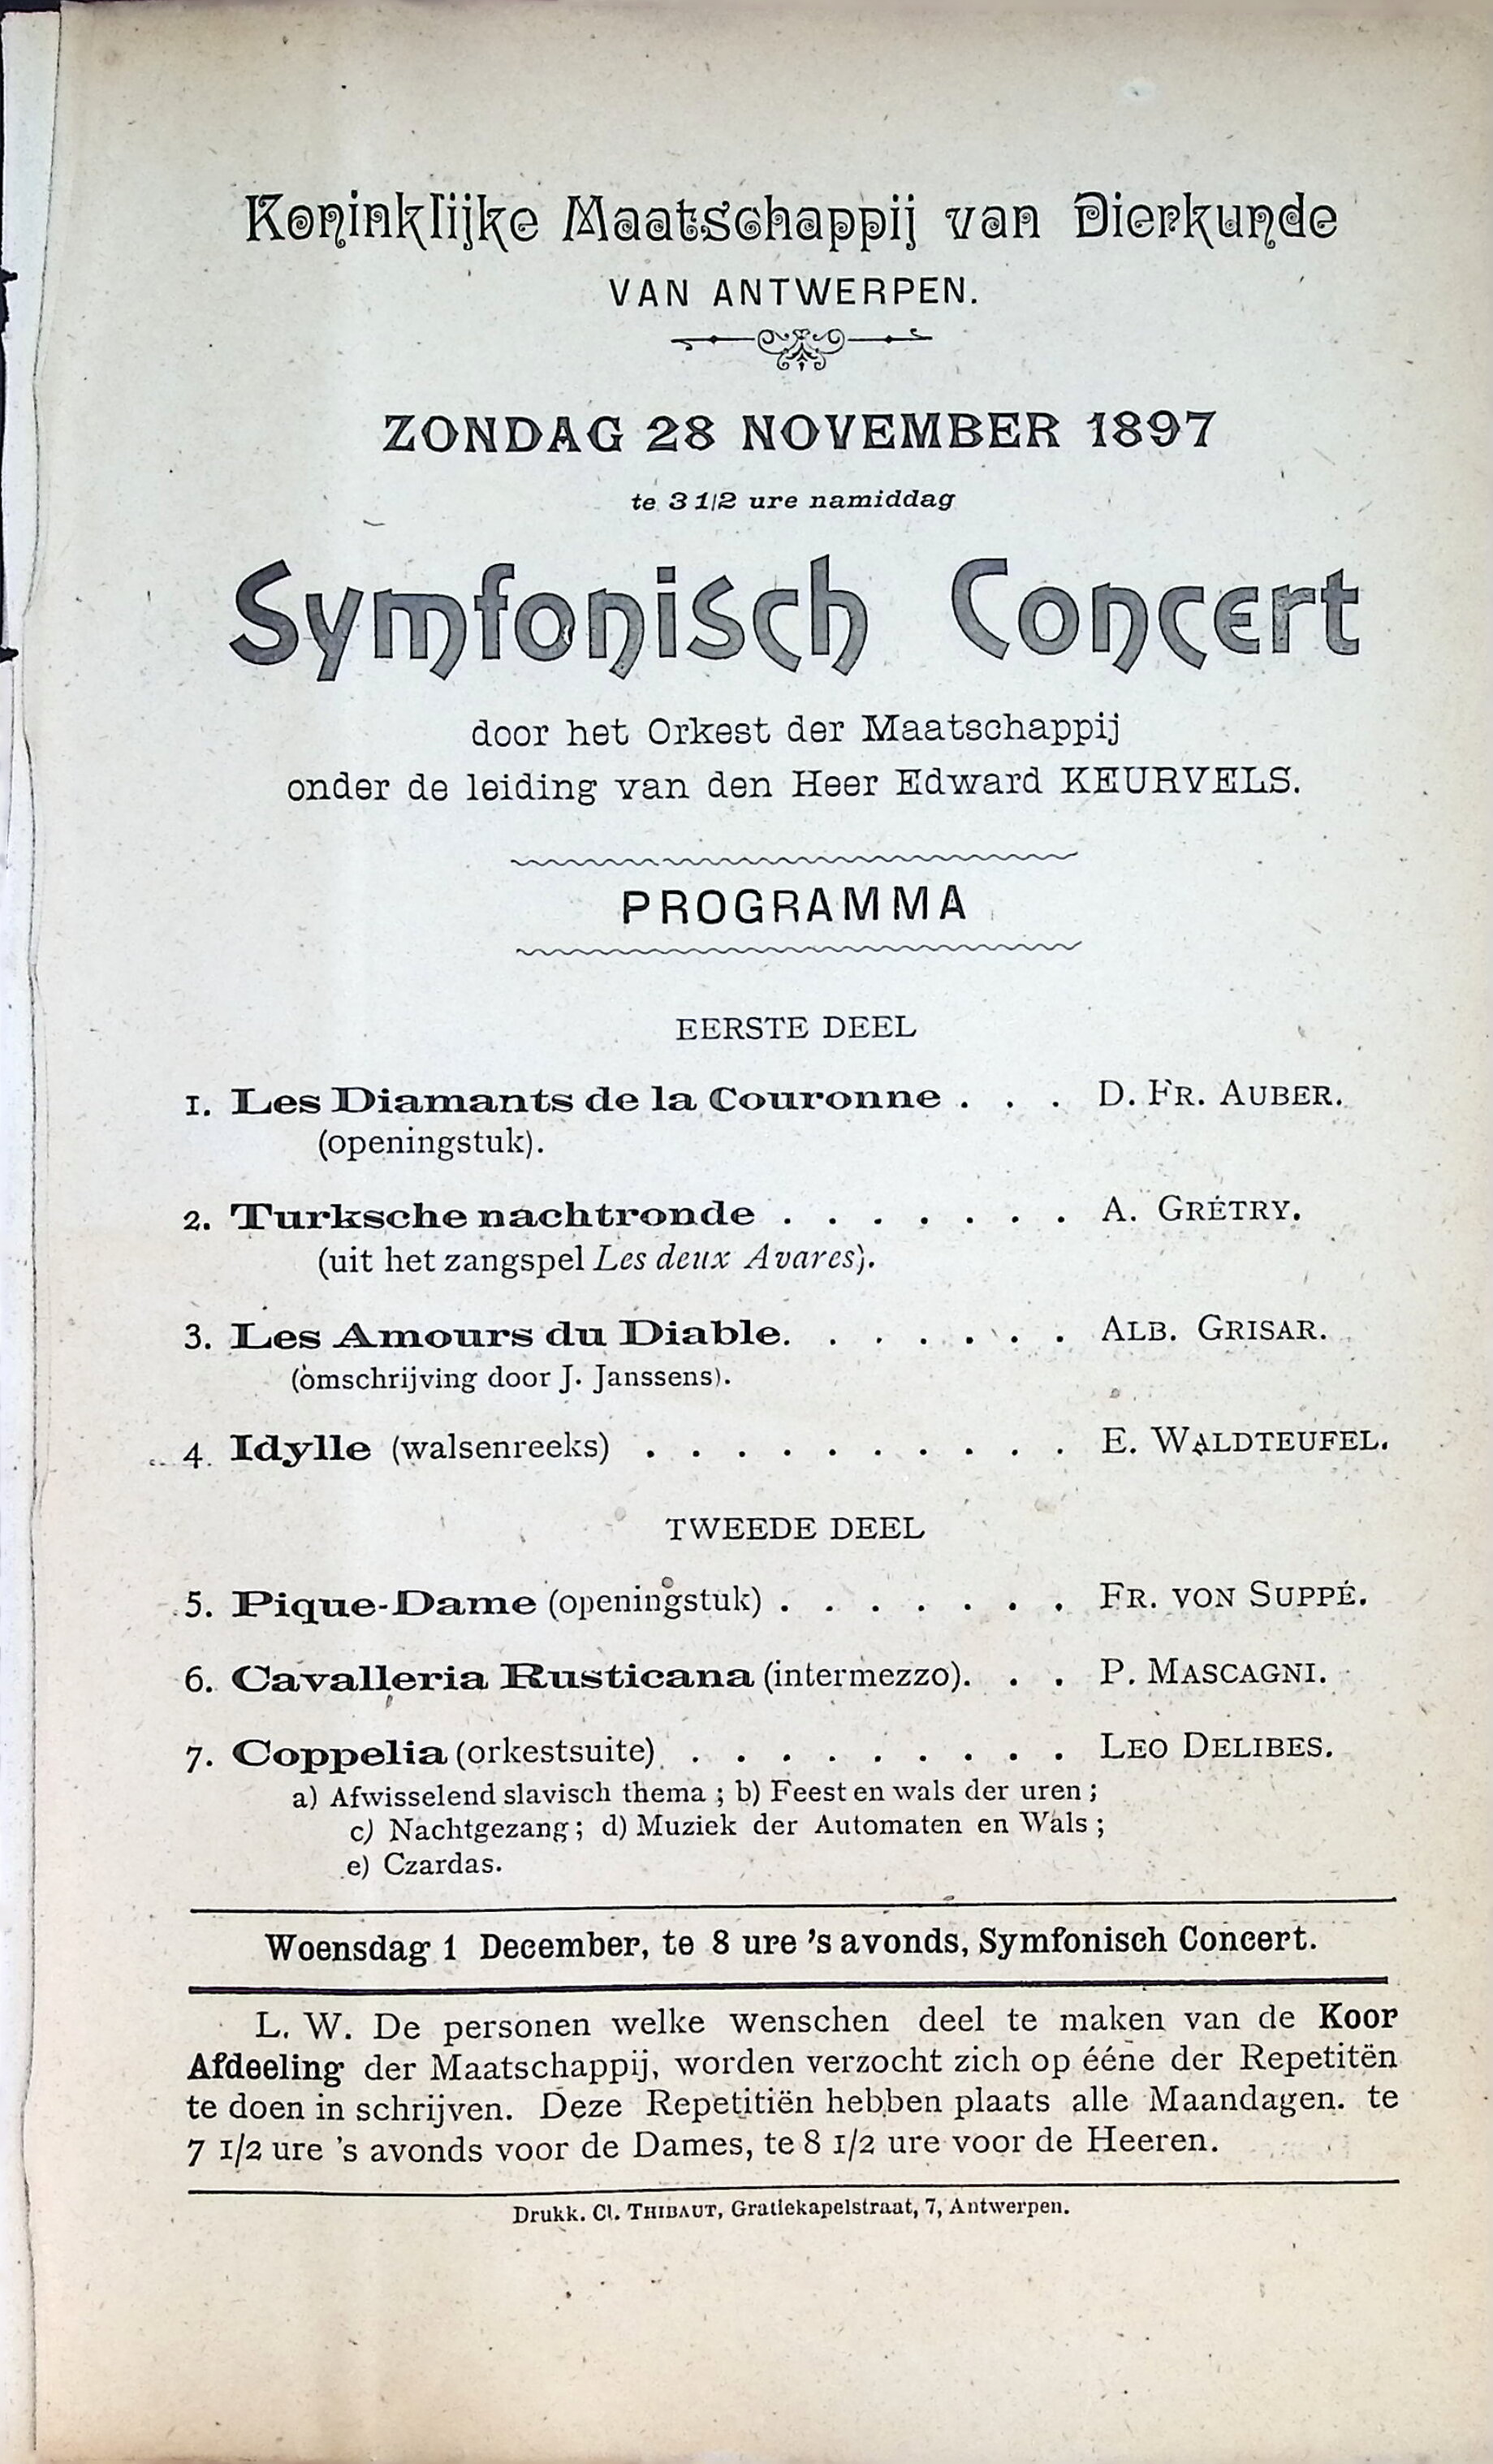 Koninklijke Maatschappij van Dierkunde
VAN ANTWERPEN.
ZONDAG 28 NOVEMBER 1897
te 3 1/2 ure namiddag
Symfonisch Concert
door het Orkest der Maatschappij
onder de leiding van den Heer Edward KEURVELS.
PROGRAMMA
EERSTE DEEL
1. Les Diamants de la Couronne . . . D. FR. AUBER.
(openingstuk).
2. Turksche nachtronde . . . . . . . A. GRÉTRY.
(uit het zangspel Les deux Avares).
3. Les Amours du Diable. . . . . . . ALB. GRISAR.
(omschrijving door J. Janssens).
4. Idylle (walsenreeks) . . . . . . . . . . E. WALDTEUFEL.
TWEEDE DEEL
5. Pique-Dame (openingstuk) . . . . . . . FR. VON SUPPÉ.
6. Cavalleria Rusticana (intermezzo). . . P. MASCAGNI.
7. Coppelia (orkestsuite) . . . . . . . . . LEO DELIBES.
a) Afwisselend slavisch thema ; b) Feest en wals der uren ;
c) Nachtgezang ; d) Muziek der Automaten en Wals ;
e) Czardas.
Woensdag 1 December, te 8 ure 's avonds, Symfonisch Concert.
L. W. De personen welke wenschen deel te maken van de Koor
Afdeeling der Maatschappij, worden verzocht zich op ééne der Repetitën
te doen in schrijven. Deze Repetitiën hebben plaats alle Maandagen. te
7 1/2 ure 's avonds voor de Dames, te 8 1/2 ure voor de Heeren.
Drukk. Cl. THIBAUT, Gratiekapelstraat, 7, Antwerpen.